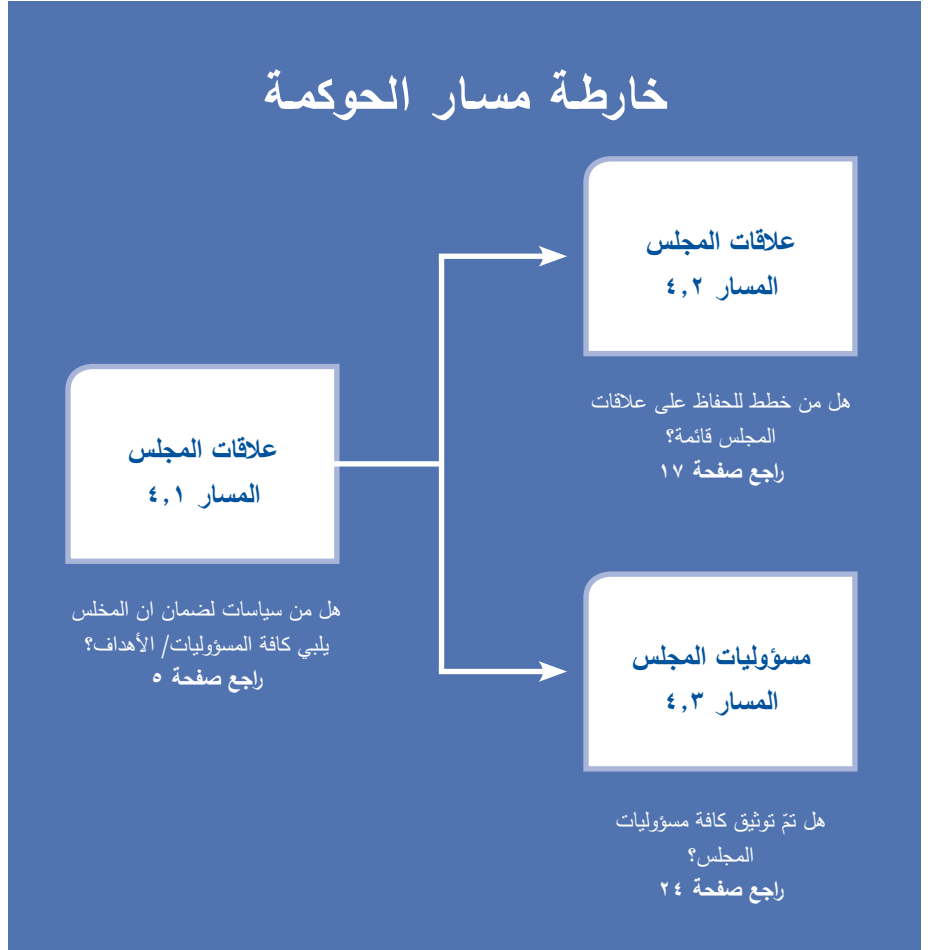 خارطة مسار الحوكمة
علاقات المجلس
المسار ٤,٢
هل من خطط للحفاظ على علاقات
المجلس قائمة؟
راجع صفحة ١٧
علاقات المجلس
المسار ٤,١
هل من سياسات لضمان ان المخلس
يلبي كافة المسؤوليات/ الأهداف؟
راجع صفحة ٥
مسؤوليات المجلس
المسار ٤,٣
هل تمّ توثيق كافة مسؤوليات
المجلس؟
راجع صفحة ٢٤